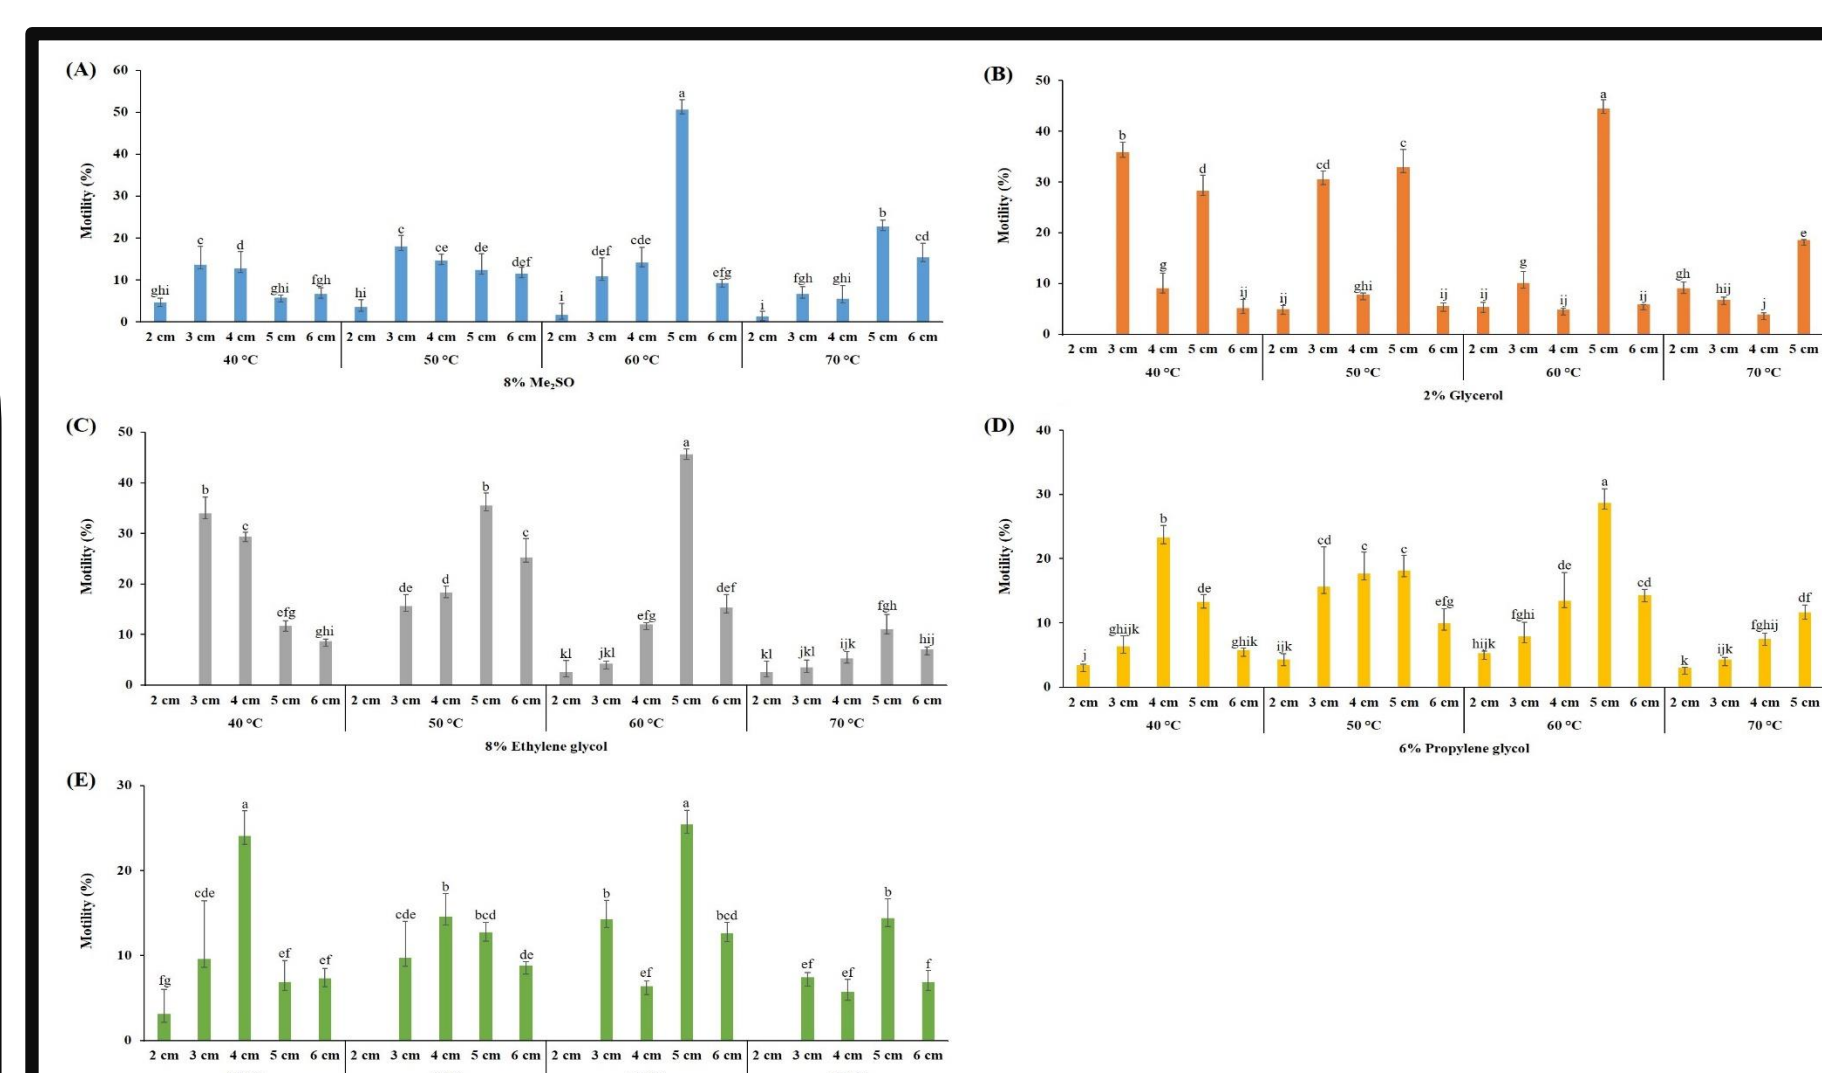 (A)
60
50
40
30
20
10
0
Motility (%)
ghi c d ghi fgh hi c ce de def i def cde a efg i fgh ghi b cd
2 cm 3 cm 4 cm 5 cm 6 cm 2 cm 3 cm 4 cm 5 cm 6 cm 2 cm 3 cm 4 cm 5 cm 6 cm 2 cm 3 cm 4 cm 5 cm 6 cm
40 °C 50 °C 60 °C 70 °C
8% Me₂SO
(B)
50
40
30
20
10
0
Motility (%)
b g d ij ij cd ghi c ij ij g ij a ij gh hij j e
2 cm 3 cm 4 cm 5 cm 6 cm 2 cm 3 cm 4 cm 5 cm 6 cm 2 cm 3 cm 4 cm 5 cm 6 cm 2 cm 3 cm 4 cm 5 cm
40 °C 50 °C 60 °C 70 °C
2% Glycerol
(C)
50
40
30
20
10
0
Motility (%)
b c efg ghi de d b c kl jkl efg a def kl jkl ijk fgh hij
2 cm 3 cm 4 cm 5 cm 6 cm 2 cm 3 cm 4 cm 5 cm 6 cm 2 cm 3 cm 4 cm 5 cm 6 cm 2 cm 3 cm 4 cm 5 cm 6 cm
40 °C 50 °C 60 °C 70 °C
8% Ethylene glycol
(D)
40
30
20
10
0
Motility (%)
j ghijk b de ghik ijk cd c c efg hijk fghi de a cd k ijk fghij df
2 cm 3 cm 4 cm 5 cm 6 cm 2 cm 3 cm 4 cm 5 cm 6 cm 2 cm 3 cm 4 cm 5 cm 6 cm 2 cm 3 cm 4 cm 5 cm
40 °C 50 °C 60 °C 70 °C
6% Propylene glycol
(E)
30
20
10
0
Motility (%)
fg cde a ef ef cde b bcd de b ef a bcd ef ef b f
2 cm 3 cm 4 cm 5 cm 6 cm 2 cm 3 cm 4 cm 5 cm 6 cm 2 cm 3 cm 4 cm 5 cm 6 cm 2 cm 3 cm 4 cm 5 cm 6 cm